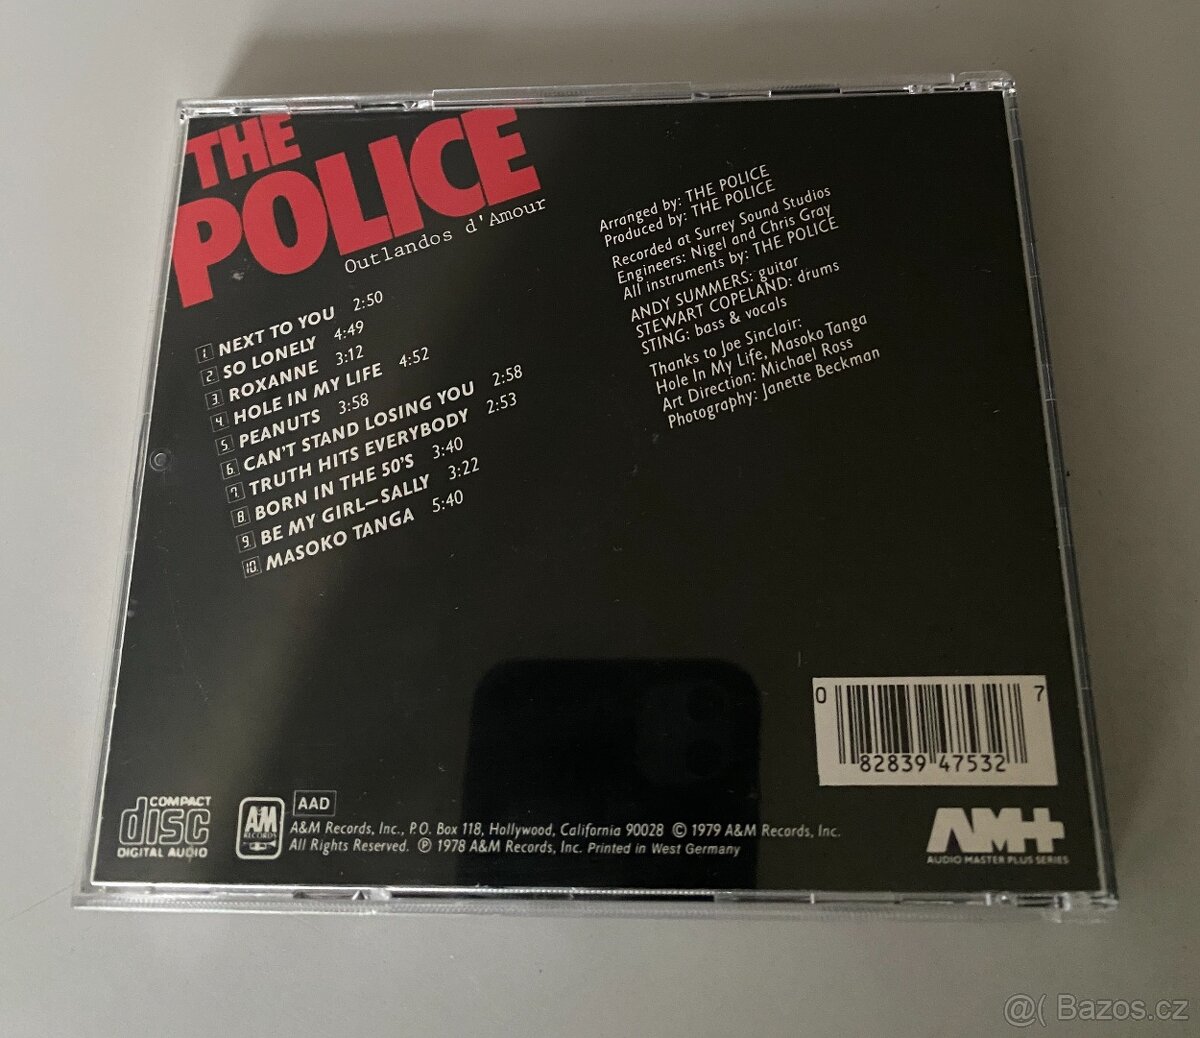 THE
POLICE
Outlandos d'Amour
1. NEXT TO YOU 2:50
2. SO LONELY 4:49
3. ROXANNE 3:12
4. HOLE IN MY LIFE 4:52
5. PEANUTS 3:58
6. CAN'T STAND LOSING YOU 2:58
7. TRUTH HITS EVERYBODY 2:53
8. BORN IN THE 50'S 3:40
9. BE MY GIRL—SALLY 3:22
10. MASOKO TANGA 5:40
Arranged by: THE POLICE
Produced by: THE POLICE
Recorded at Surrey Sound Studios
Engineers: Nigel and Chris Gray
All instruments by: THE POLICE
ANDY SUMMERS: guitar
STEWART COPELAND: drums
STING: bass & vocals
Thanks to Joe Sinclair:
Hole In My Life, Masoko Tanga
Art Direction: Michael Ross
Photography: Janette Beckman
0 82839 47532 7
COMPACT
disc
DIGITAL AUDIO
A&M
RECORDS
AAD
A&M Records, Inc., P.O. Box 118, Hollywood, California 90028 © 1979 A&M Records, Inc.
All Rights Reserved. ℗ 1978 A&M Records, Inc. Printed in West Germany
AM+
AUDIO MASTER PLUS SERIES
@( Bazos.cz